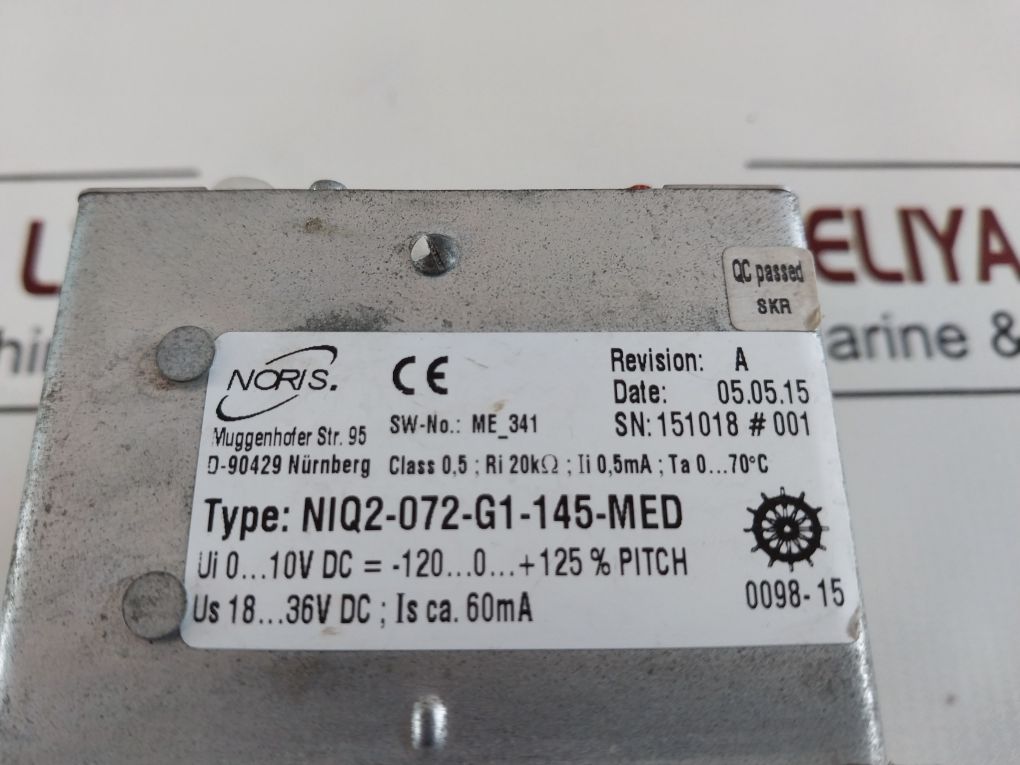 ELIYA
arine &
QC passed
SKR
NORIS.
CE
Revision: A
Date: 05.05.15
SN: 151018 # 001
SW-No.: ME_341
Muggenhofer Str. 95
D-90429 Nürnberg
Class 0,5 ; Ri 20kΩ ; Ii 0,5mA ; Ta 0...70°C
Type: NIQ2-072-G1-145-MED
Ui 0...10V DC = -120...0...+125 % PITCH
Us 18...36V DC ; Is ca. 60mA
0098-15